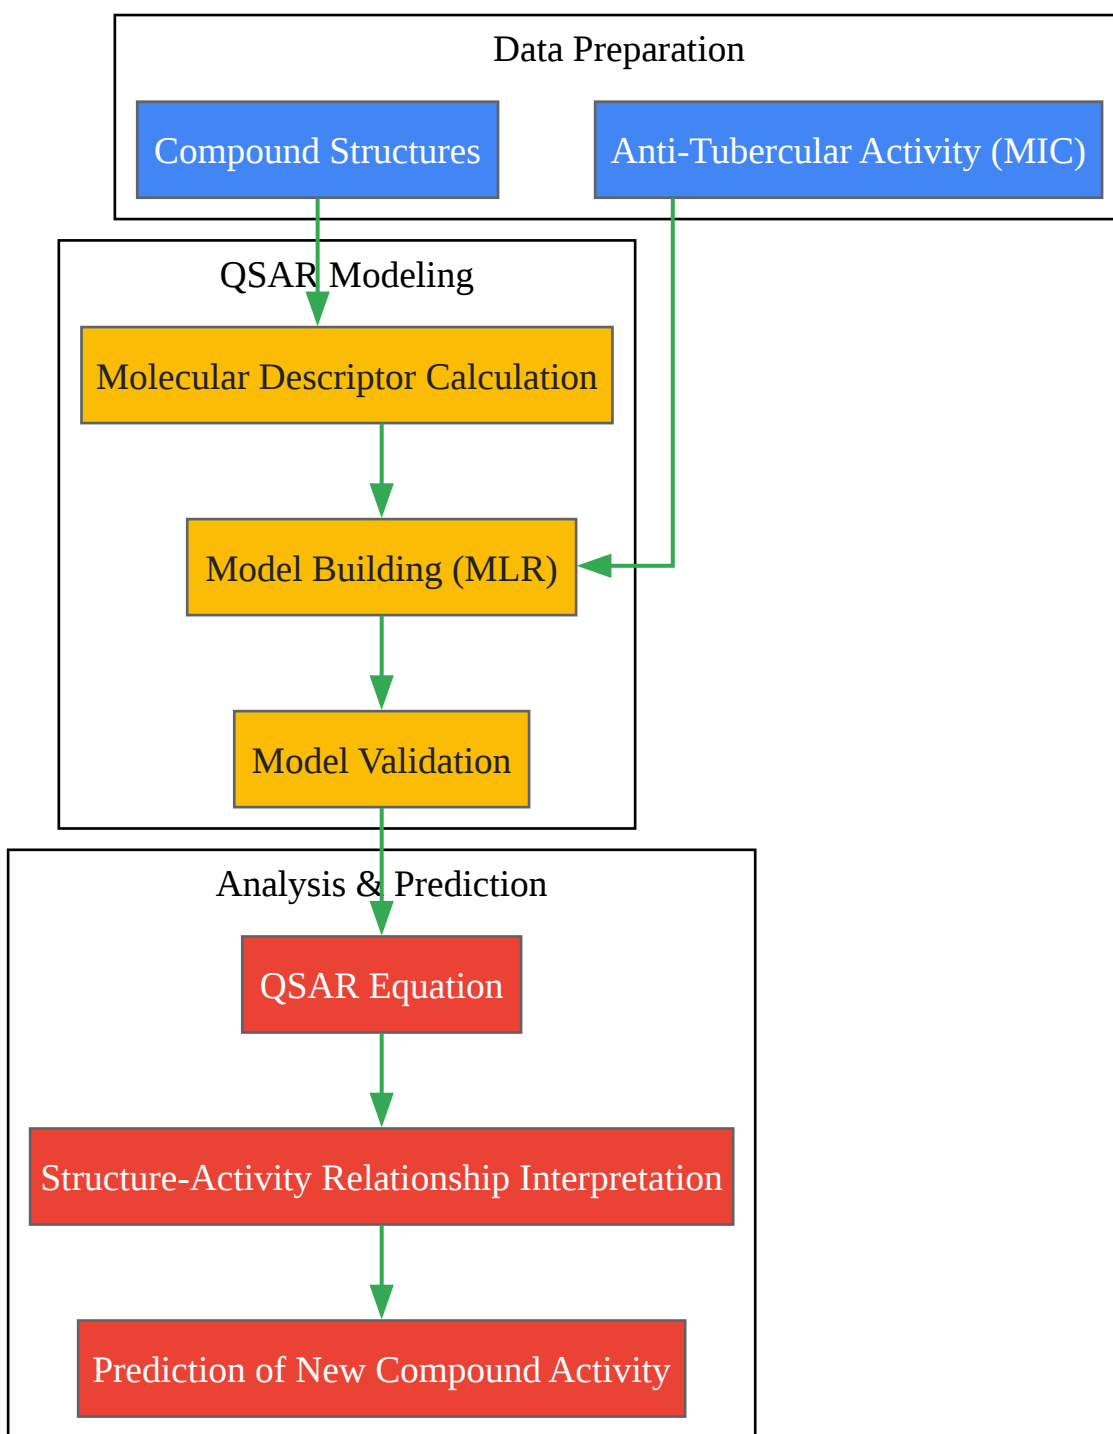 Data Preparation
Compound Structures
Anti-Tubercular Activity (MIC)
QSAR Modeling
Molecular Descriptor Calculation
Model Building (MLR)
Model Validation
Analysis & Prediction
QSAR Equation
Structure-Activity Relationship Interpretation
Prediction of New Compound Activity